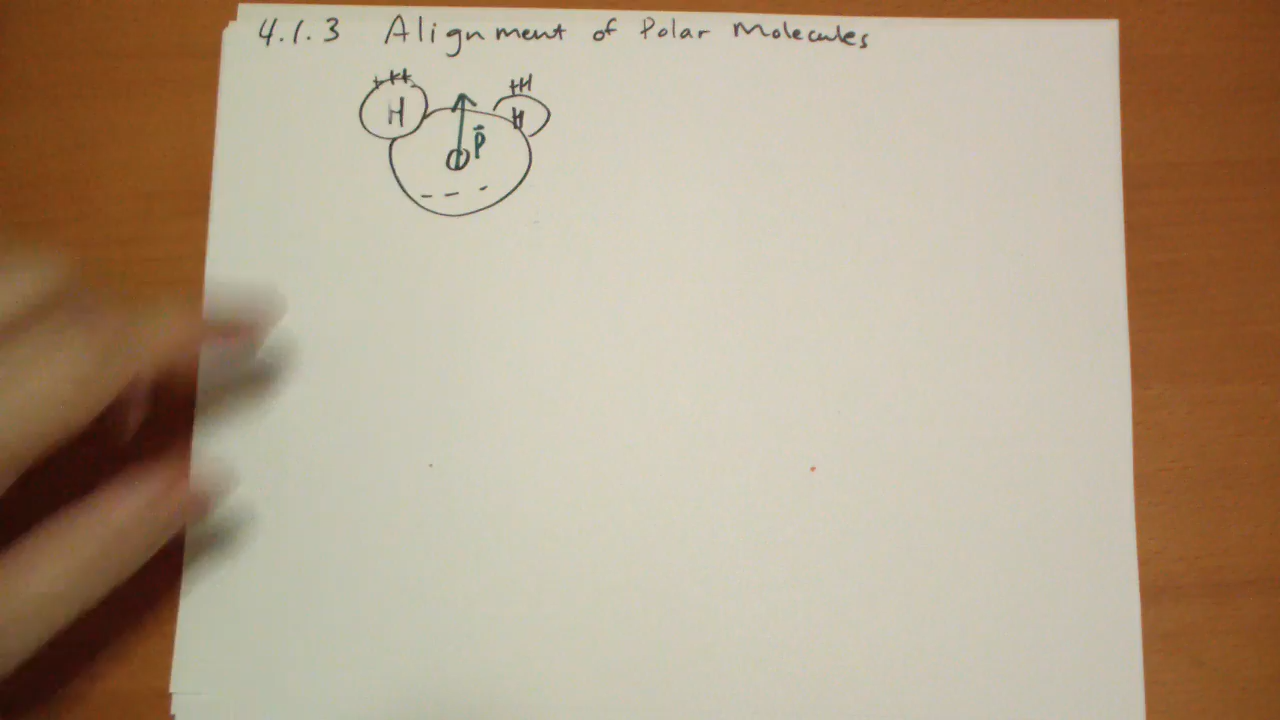 4.1.3 Alignment of Polar Molecules
+++ +++
H H
O p⃗
- - -